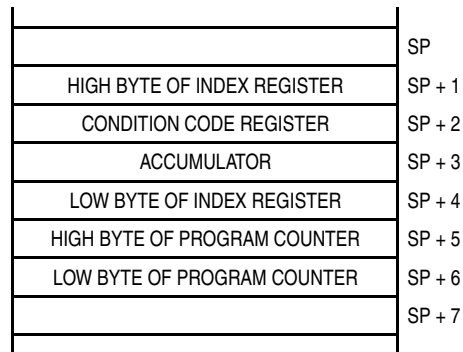 SP
HIGH BYTE OF INDEX REGISTER SP + 1
CONDITION CODE REGISTER SP + 2
ACCUMULATOR SP + 3
LOW BYTE OF INDEX REGISTER SP + 4
HIGH BYTE OF PROGRAM COUNTER SP + 5
LOW BYTE OF PROGRAM COUNTER SP + 6
SP + 7